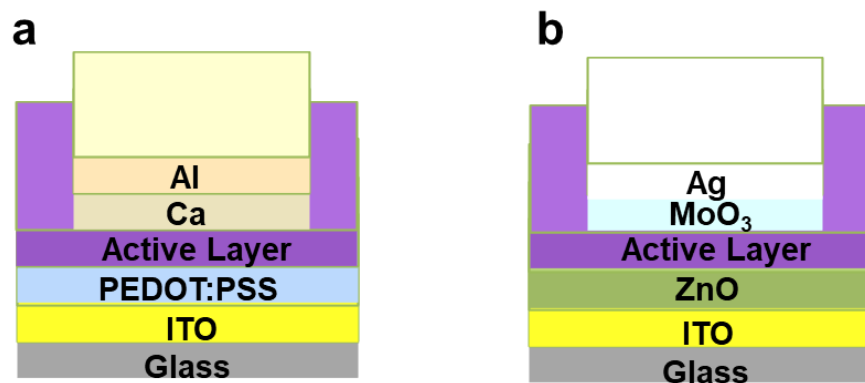 a
Al
Ca
Active Layer
PEDOT:PSS
ITO
Glass
b
Ag
MoO₃
Active Layer
ZnO
ITO
Glass